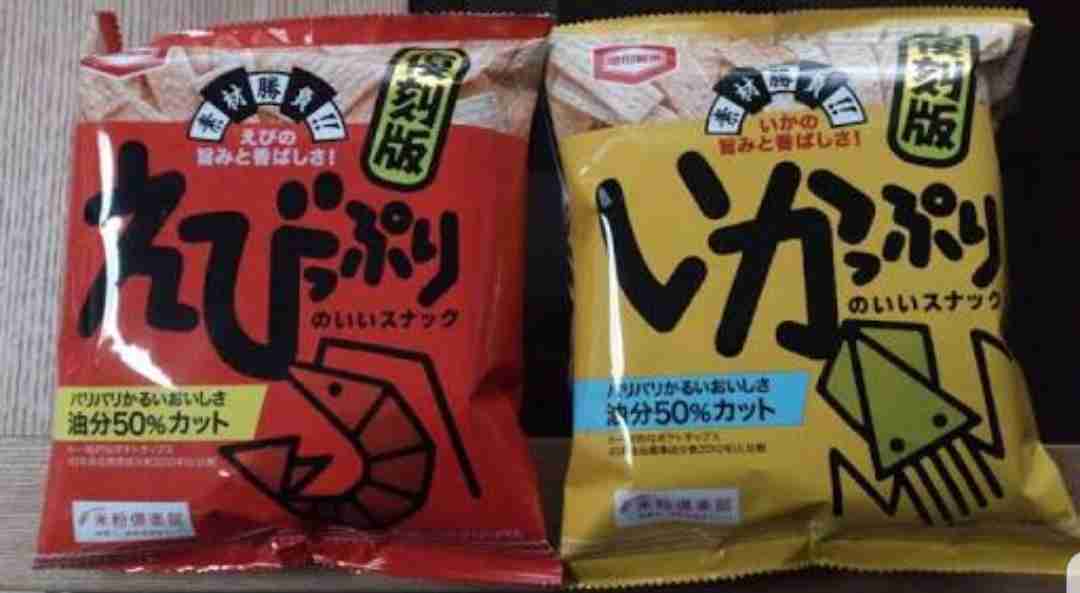 素材勝負!!
復刻版
えびの
旨みと香ばしさ!
えびっぷり
のいいスナック
パリパリかるいおいしさ
油分50%カット
米粉倶楽部
亀田製菓
素材勝負!!
復刻版
いかの
旨みと香ばしさ!
いかっぷり
のいいスナック
パリパリかるいおいしさ
油分50%カット
米粉倶楽部